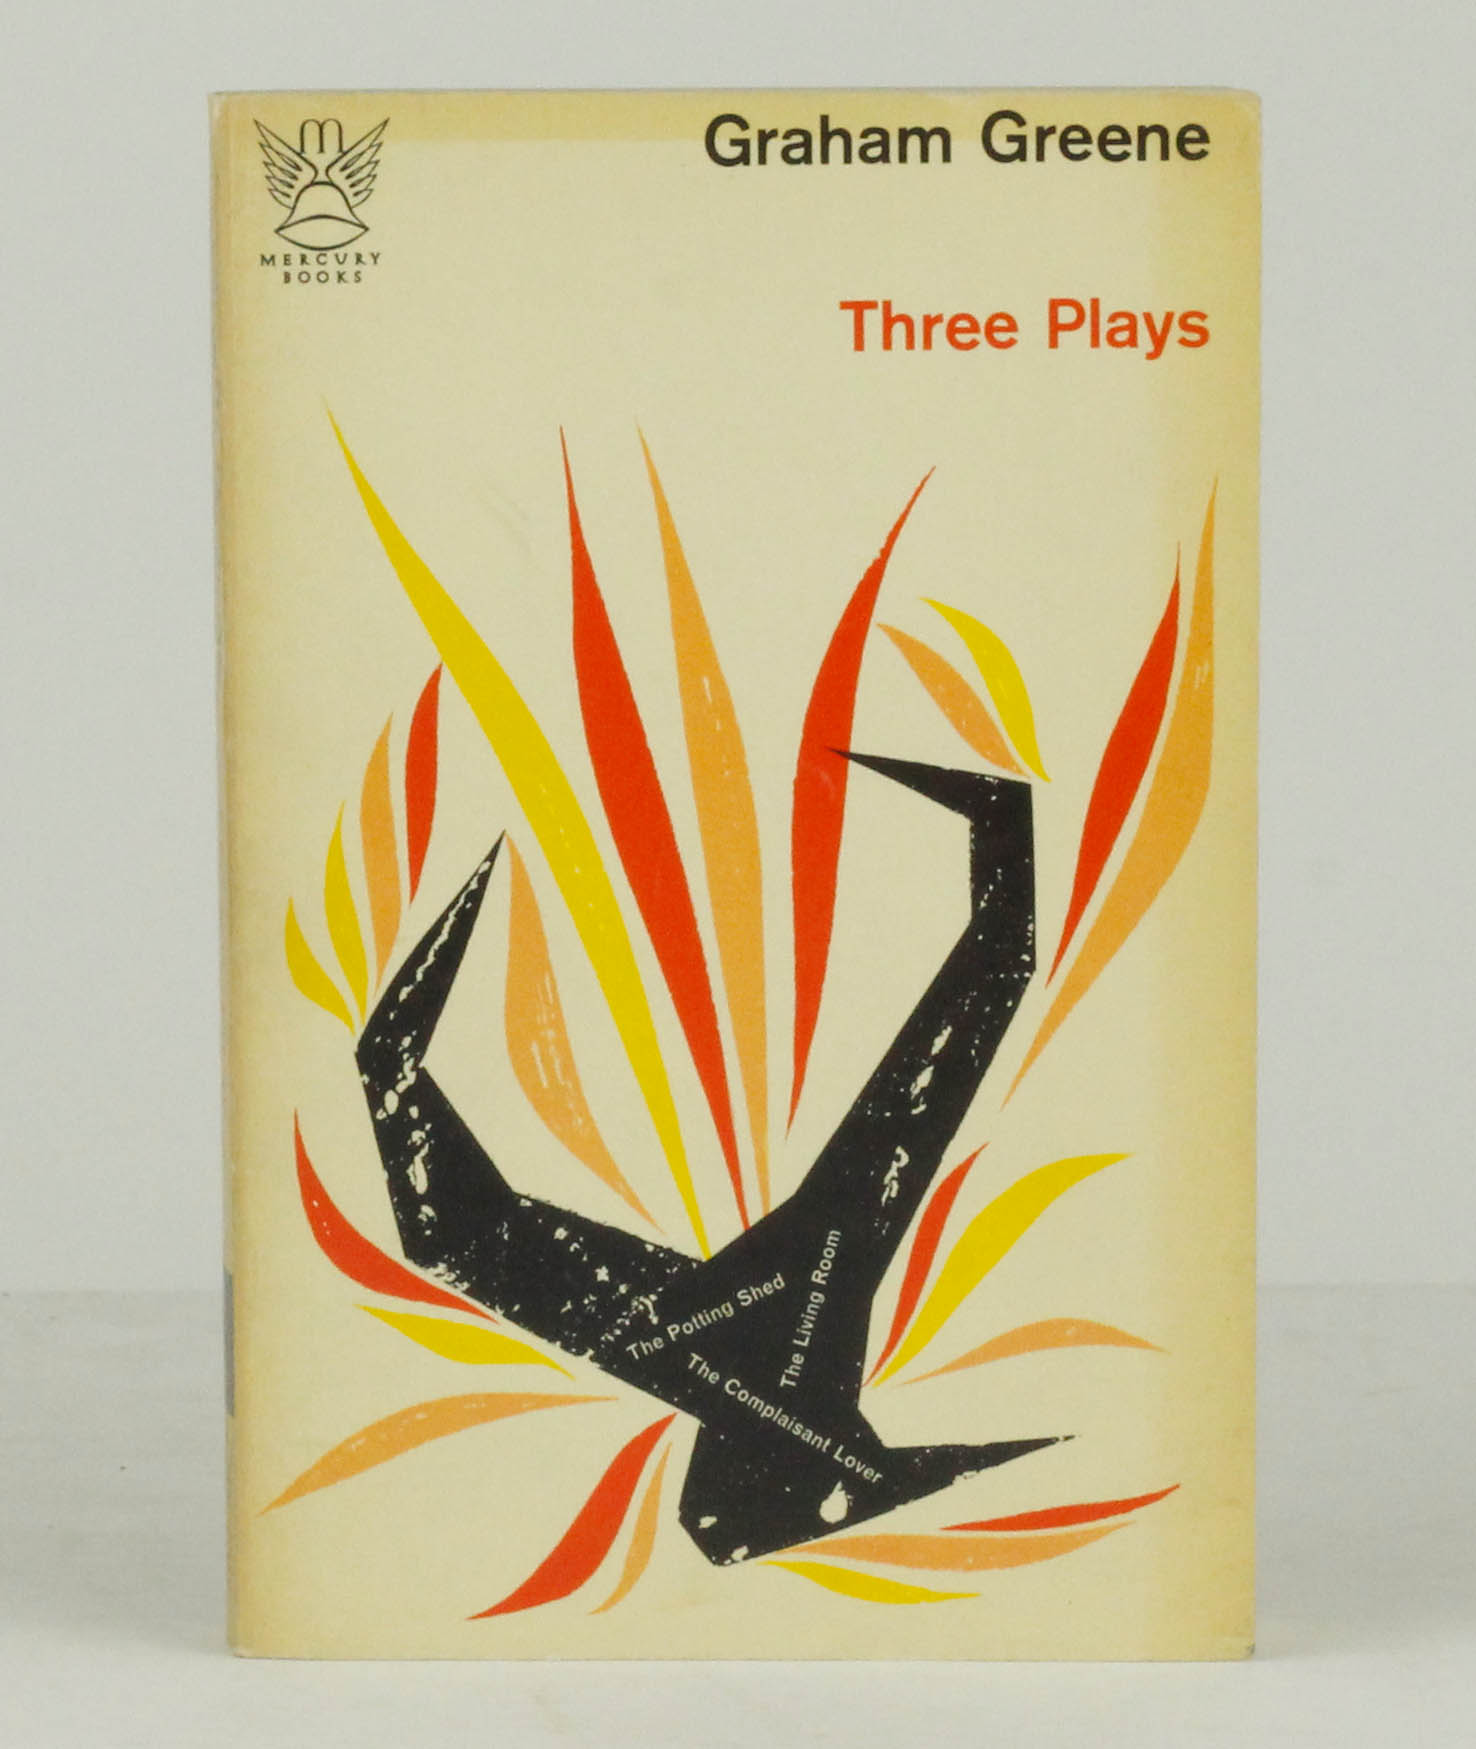 Graham Greene
M
MERCURY
BOOKS
Three Plays
The Potting Shed
The Living Room
The Complaisant Lover